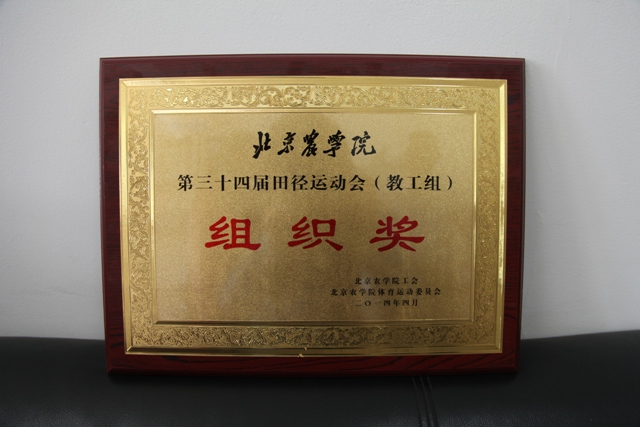 北京农学院
第三十四届田径运动会（教工组）
组织奖
北京农学院工会
北京农学院体育运动委员会
二〇一四年四月